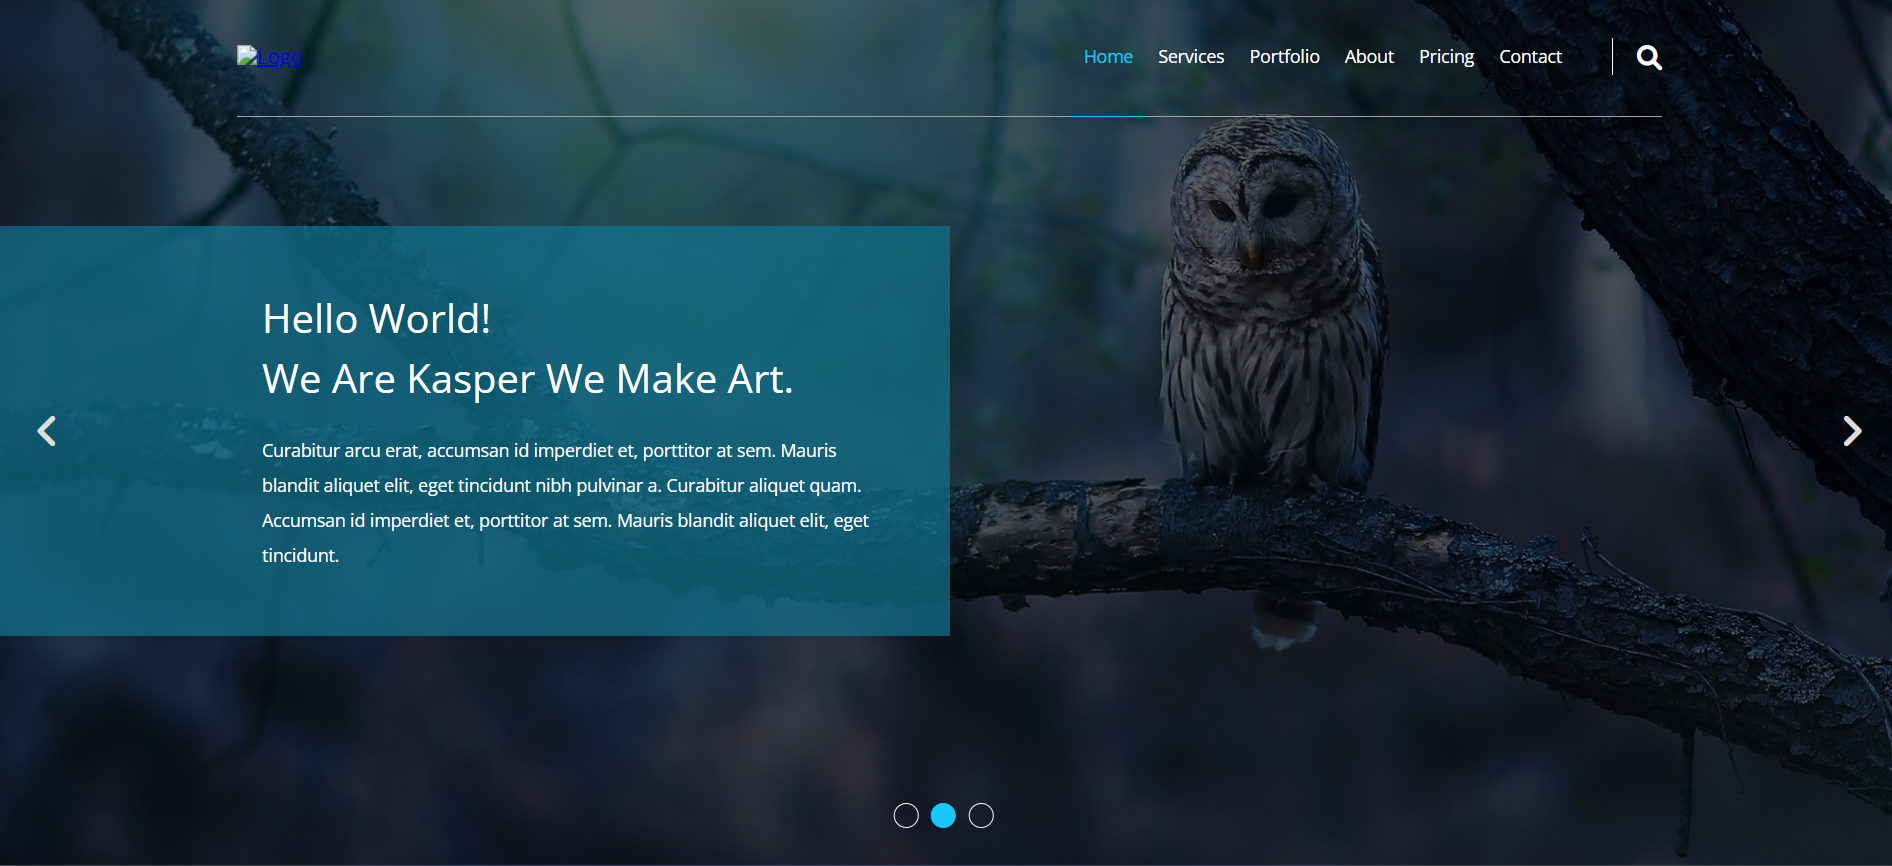 Logo
Home Services Portfolio About Pricing Contact
Hello World!
We Are Kasper We Make Art.
Curabitur arcu erat, accumsan id imperdiet et, porttitor at sem. Mauris
blandit aliquet elit, eget tincidunt nibh pulvinar a. Curabitur aliquet quam.
Accumsan id imperdiet et, porttitor at sem. Mauris blandit aliquet elit, eget
tincidunt.